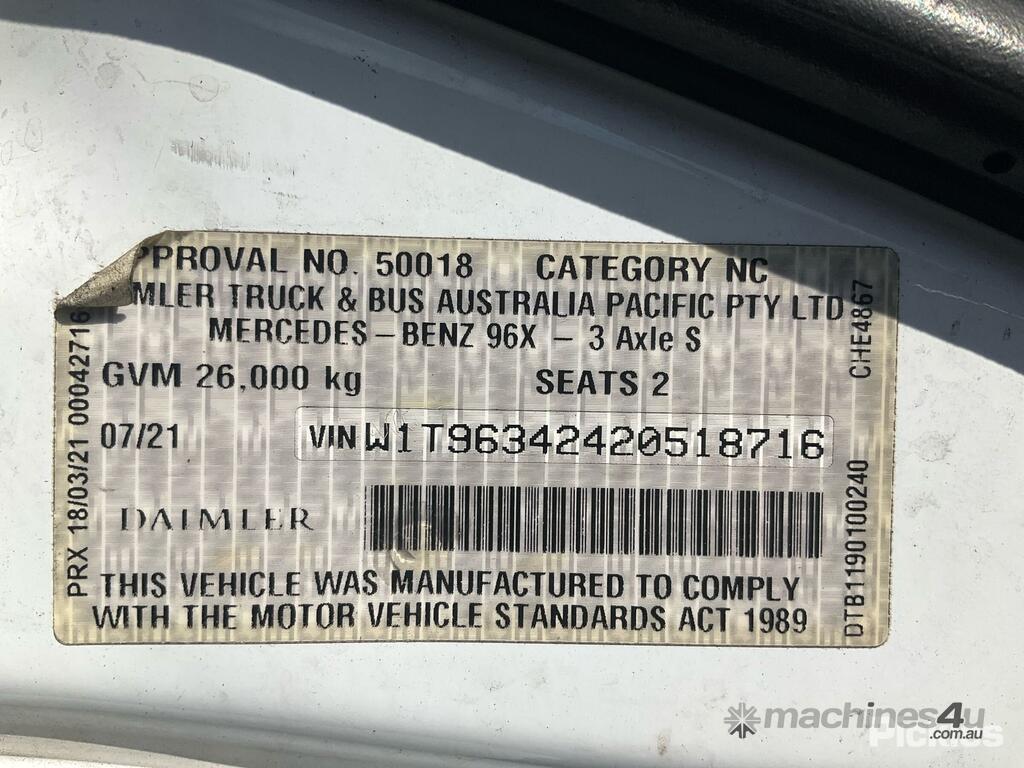 PPROVAL NO. 50018 CATEGORY NC
MLER TRUCK & BUS AUSTRALIA PACIFIC PTY LTD
MERCEDES-BENZ 96X - 3 Axle S
GVM 26,000 kg SEATS 2
07/21 VIN W1T96342420518716
DAIMLER
THIS VEHICLE WAS MANUFACTURED TO COMPLY
WITH THE MOTOR VEHICLE STANDARDS ACT 1989
PRX 18/03/21 00042716
DTB1190100240 CHE4867
machines4u
.com.au
Pickles